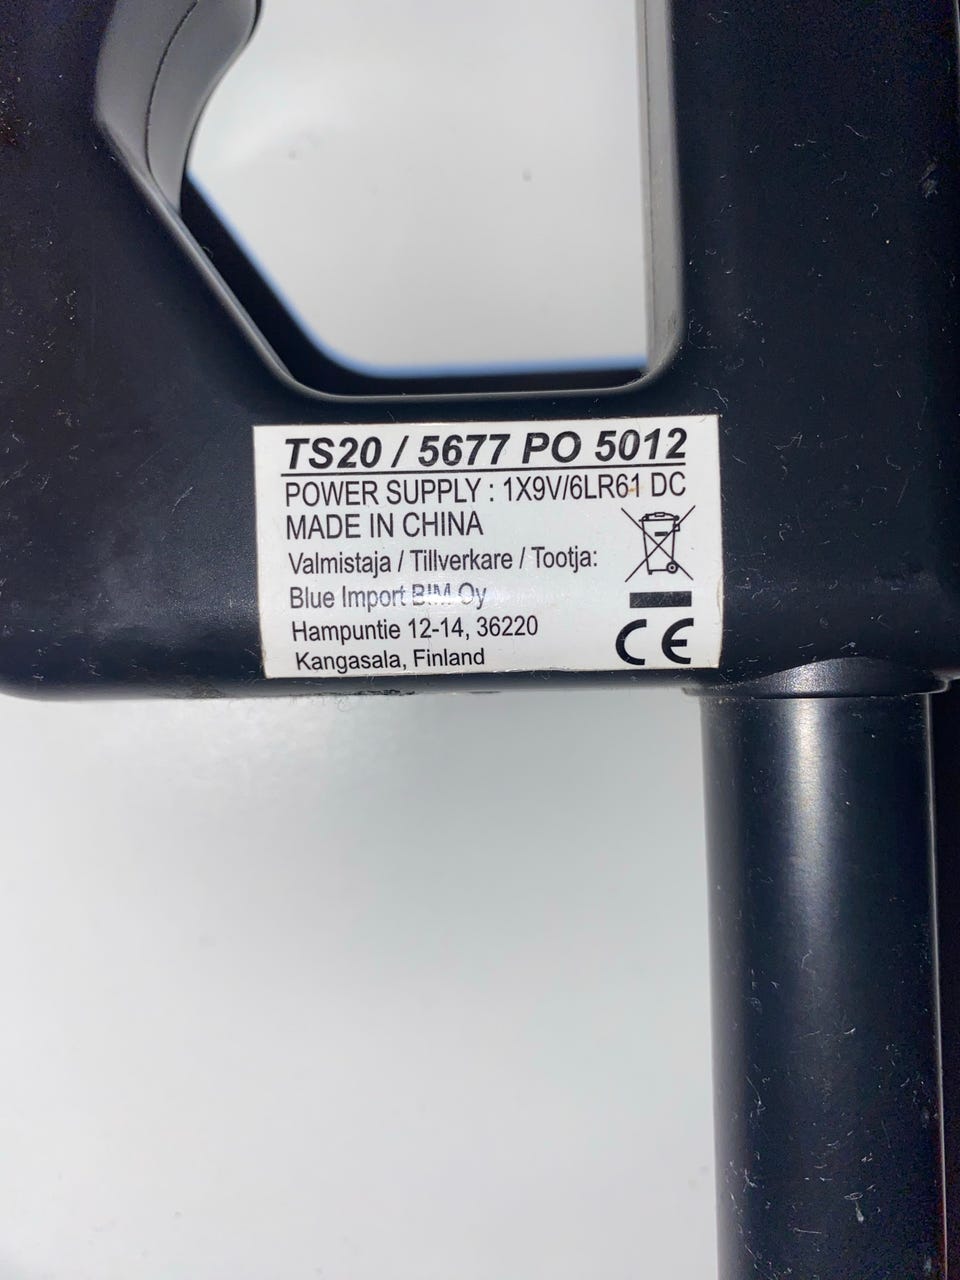 TS20 / 5677 PO 5012
POWER SUPPLY : 1X9V/6LR61 DC
MADE IN CHINA
Valmistaja / Tillverkare / Tootja:
Blue Import BIM Oy
Hampuntie 12-14, 36220
Kangasala, Finland
CE